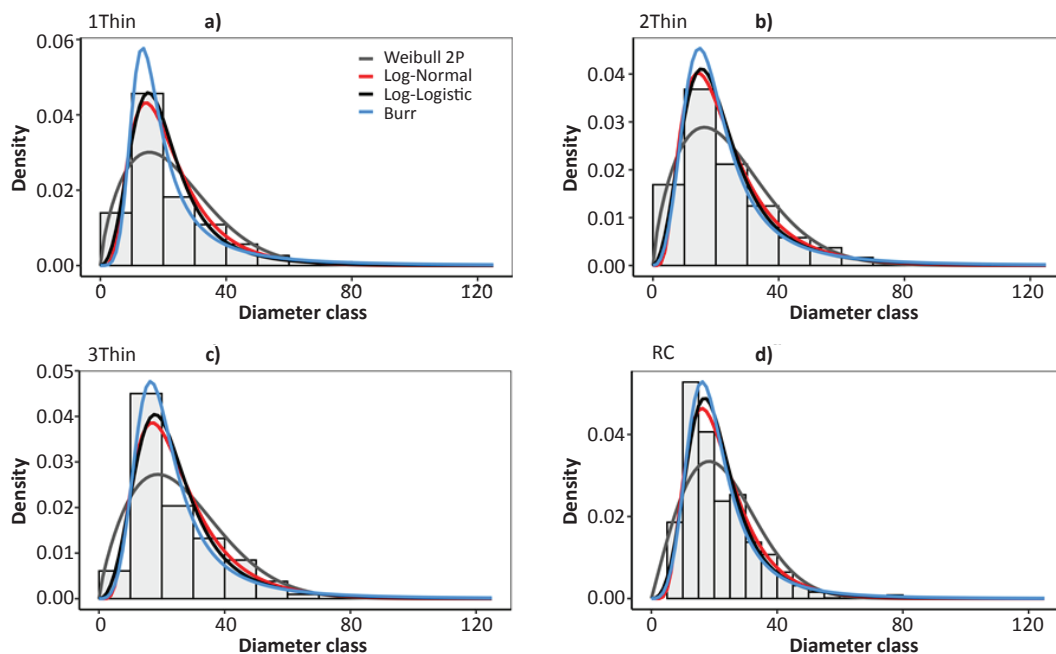 1Thin a)
0.06
0.04
0.02
0.00
Density
0 40 80 120
Diameter class
Weibull 2P
Log-Normal
Log-Logistic
Burr
2Thin b)
0.04
0.03
0.02
0.01
0.00
Density
0 40 80 120
Diameter class
3Thin c)
0.05
0.04
0.03
0.02
0.01
0.00
Density
0 40 80 120
Diameter class
RC d)
0.04
0.02
0.00
Density
0 40 80 120
Diameter class